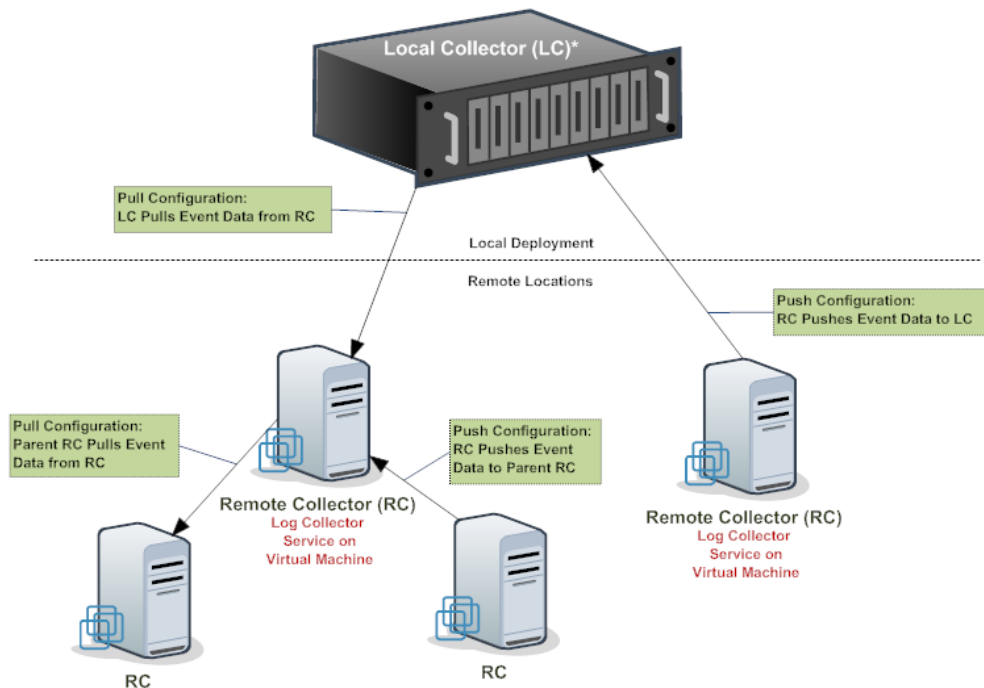 Local Collector (LC)*
Pull Configuration:
LC Pulls Event Data from RC
Local Deployment
Remote Locations
Push Configuration:
RC Pushes Event Data to LC
Pull Configuration:
Parent RC Pulls Event
Data from RC
Push Configuration:
RC Pushes Event
Data to Parent RC
Remote Collector (RC)
Log Collector
Service on
Virtual Machine
Remote Collector (RC)
Log Collector
Service on
Virtual Machine
RC
RC